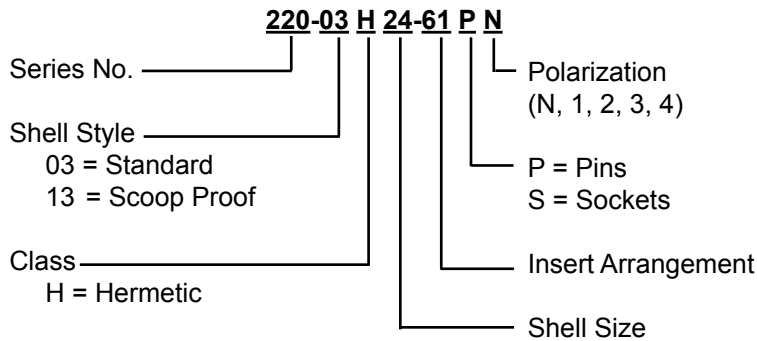 220-03 H 24-61 P N
Series No.
Shell Style
03 = Standard
13 = Scoop Proof
Class
H = Hermetic
Polarization
(N, 1, 2, 3, 4)
P = Pins
S = Sockets
Insert Arrangement
Shell Size